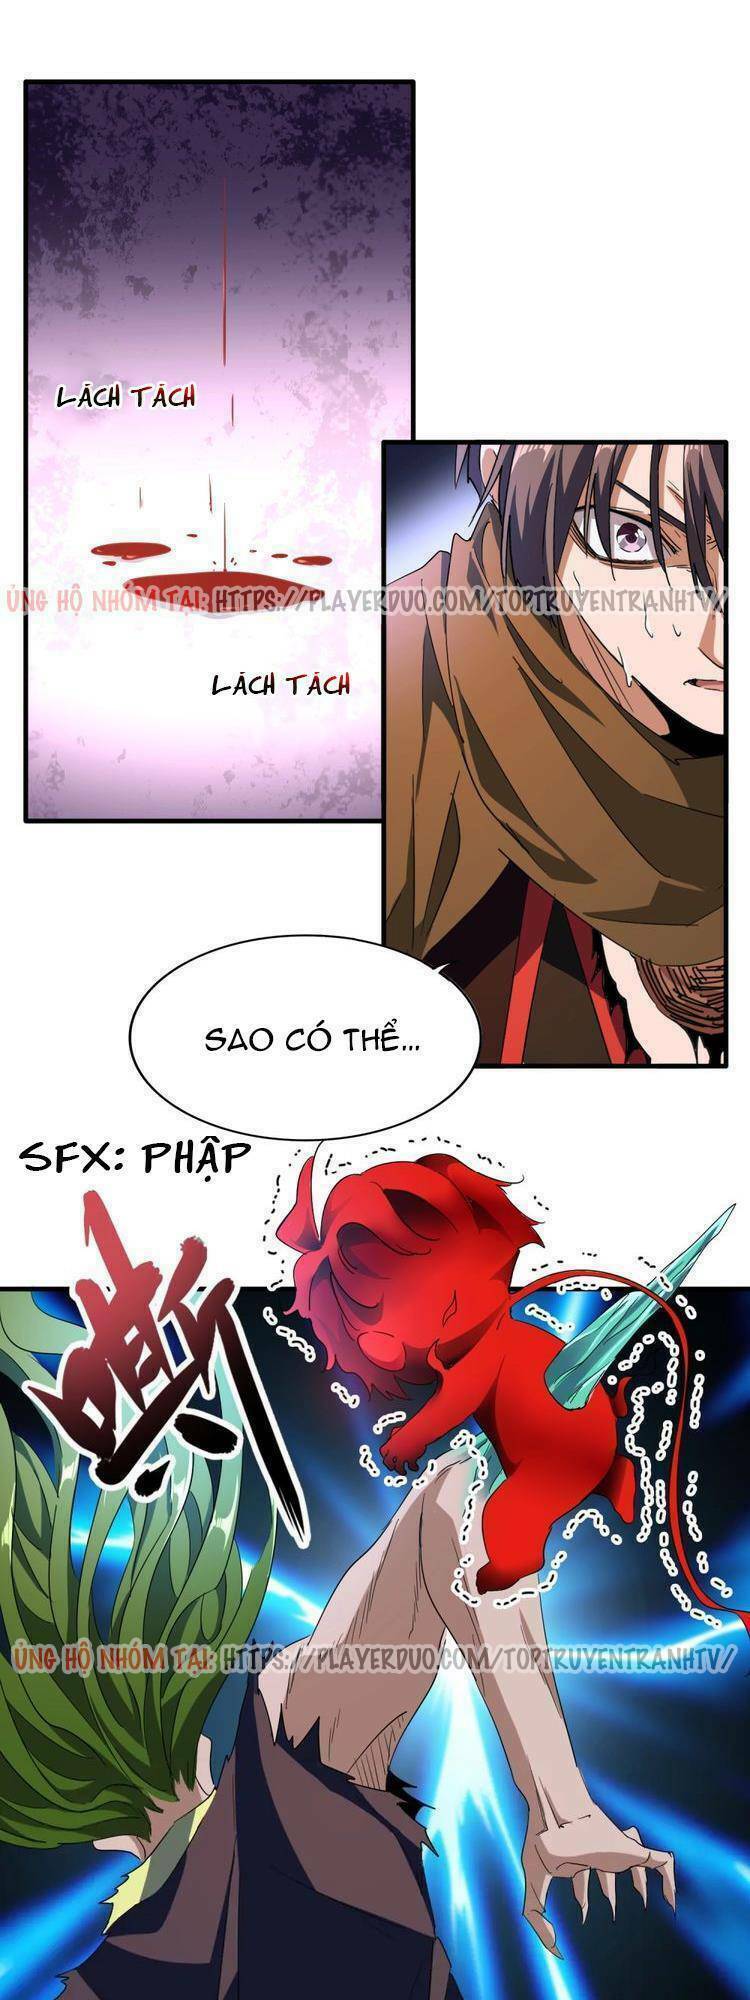 LÁCH TÁCH
ỦNG HỘ NHÓM TẠI: HTTPS://PLAYERDUO.COM/TOPTRUYENTRANHTV/
LÁCH TÁCH
SAO CÓ THỂ...
SFX: PHẬP
嘶
ỦNG HỘ NHÓM TẠI: HTTPS://PLAYERDUO.COM/TOPTRUYENTRANHTV/